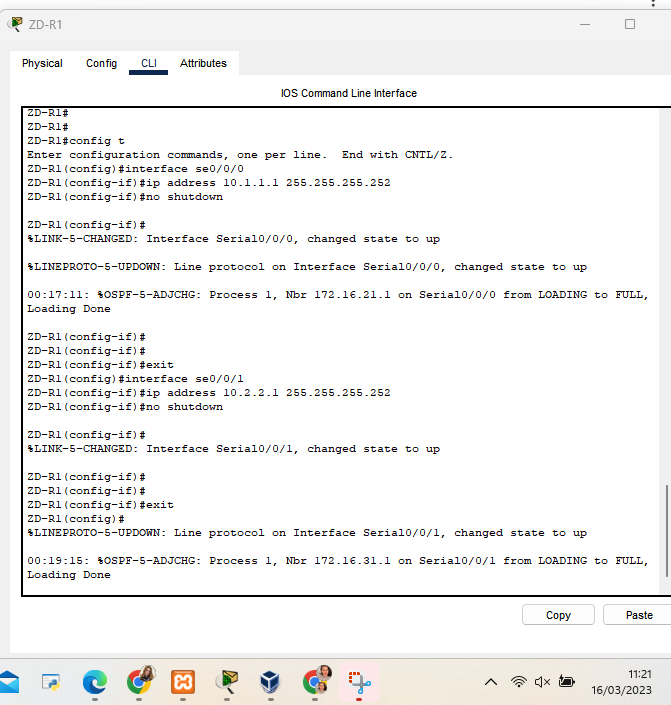 ZD-R1
Physical Config CLI Attributes
IOS Command Line Interface
ZD-R1#
ZD-R1#
ZD-R1#config t
Enter configuration commands, one per line.  End with CNTL/Z.
ZD-R1(config)#interface se0/0/0
ZD-R1(config-if)#ip address 10.1.1.1 255.255.255.252
ZD-R1(config-if)#no shutdown
ZD-R1(config-if)#
%LINK-5-CHANGED: Interface Serial0/0/0, changed state to up
%LINEPROTO-5-UPDOWN: Line protocol on Interface Serial0/0/0, changed state to up
00:17:11: %OSPF-5-ADJCHG: Process 1, Nbr 172.16.21.1 on Serial0/0/0 from LOADING to FULL,
Loading Done
ZD-R1(config-if)#
ZD-R1(config-if)#
ZD-R1(config-if)#exit
ZD-R1(config)#interface se0/0/1
ZD-R1(config-if)#ip address 10.2.2.1 255.255.255.252
ZD-R1(config-if)#no shutdown
ZD-R1(config-if)#
%LINK-5-CHANGED: Interface Serial0/0/1, changed state to up
ZD-R1(config-if)#
ZD-R1(config-if)#
ZD-R1(config-if)#exit
ZD-R1(config)#
%LINEPROTO-5-UPDOWN: Line protocol on Interface Serial0/0/1, changed state to up
00:19:15: %OSPF-5-ADJCHG: Process 1, Nbr 172.16.31.1 on Serial0/0/1 from LOADING to FULL,
Loading Done
Copy Paste
11:21
16/03/2023